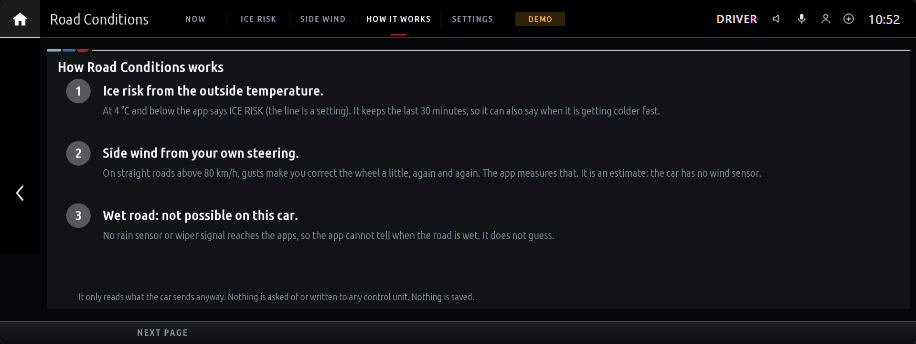 Road Conditions
NOW
ICE RISK
SIDE WIND
HOW IT WORKS
SETTINGS
DEMO
DRIVER
10:52
How Road Conditions works
1
Ice risk from the outside temperature.
At 4 °C and below the app says ICE RISK (the line is a setting). It keeps the last 30 minutes, so it can also say when it is getting colder fast.
2
Side wind from your own steering.
On straight roads above 80 km/h, gusts make you correct the wheel a little, again and again. The app measures that. It is an estimate: the car has no wind sensor.
3
Wet road: not possible on this car.
No rain sensor or wiper signal reaches the apps, so the app cannot tell when the road is wet. It does not guess.
It only reads what the car sends anyway. Nothing is asked of or written to any control unit. Nothing is saved.
NEXT PAGE